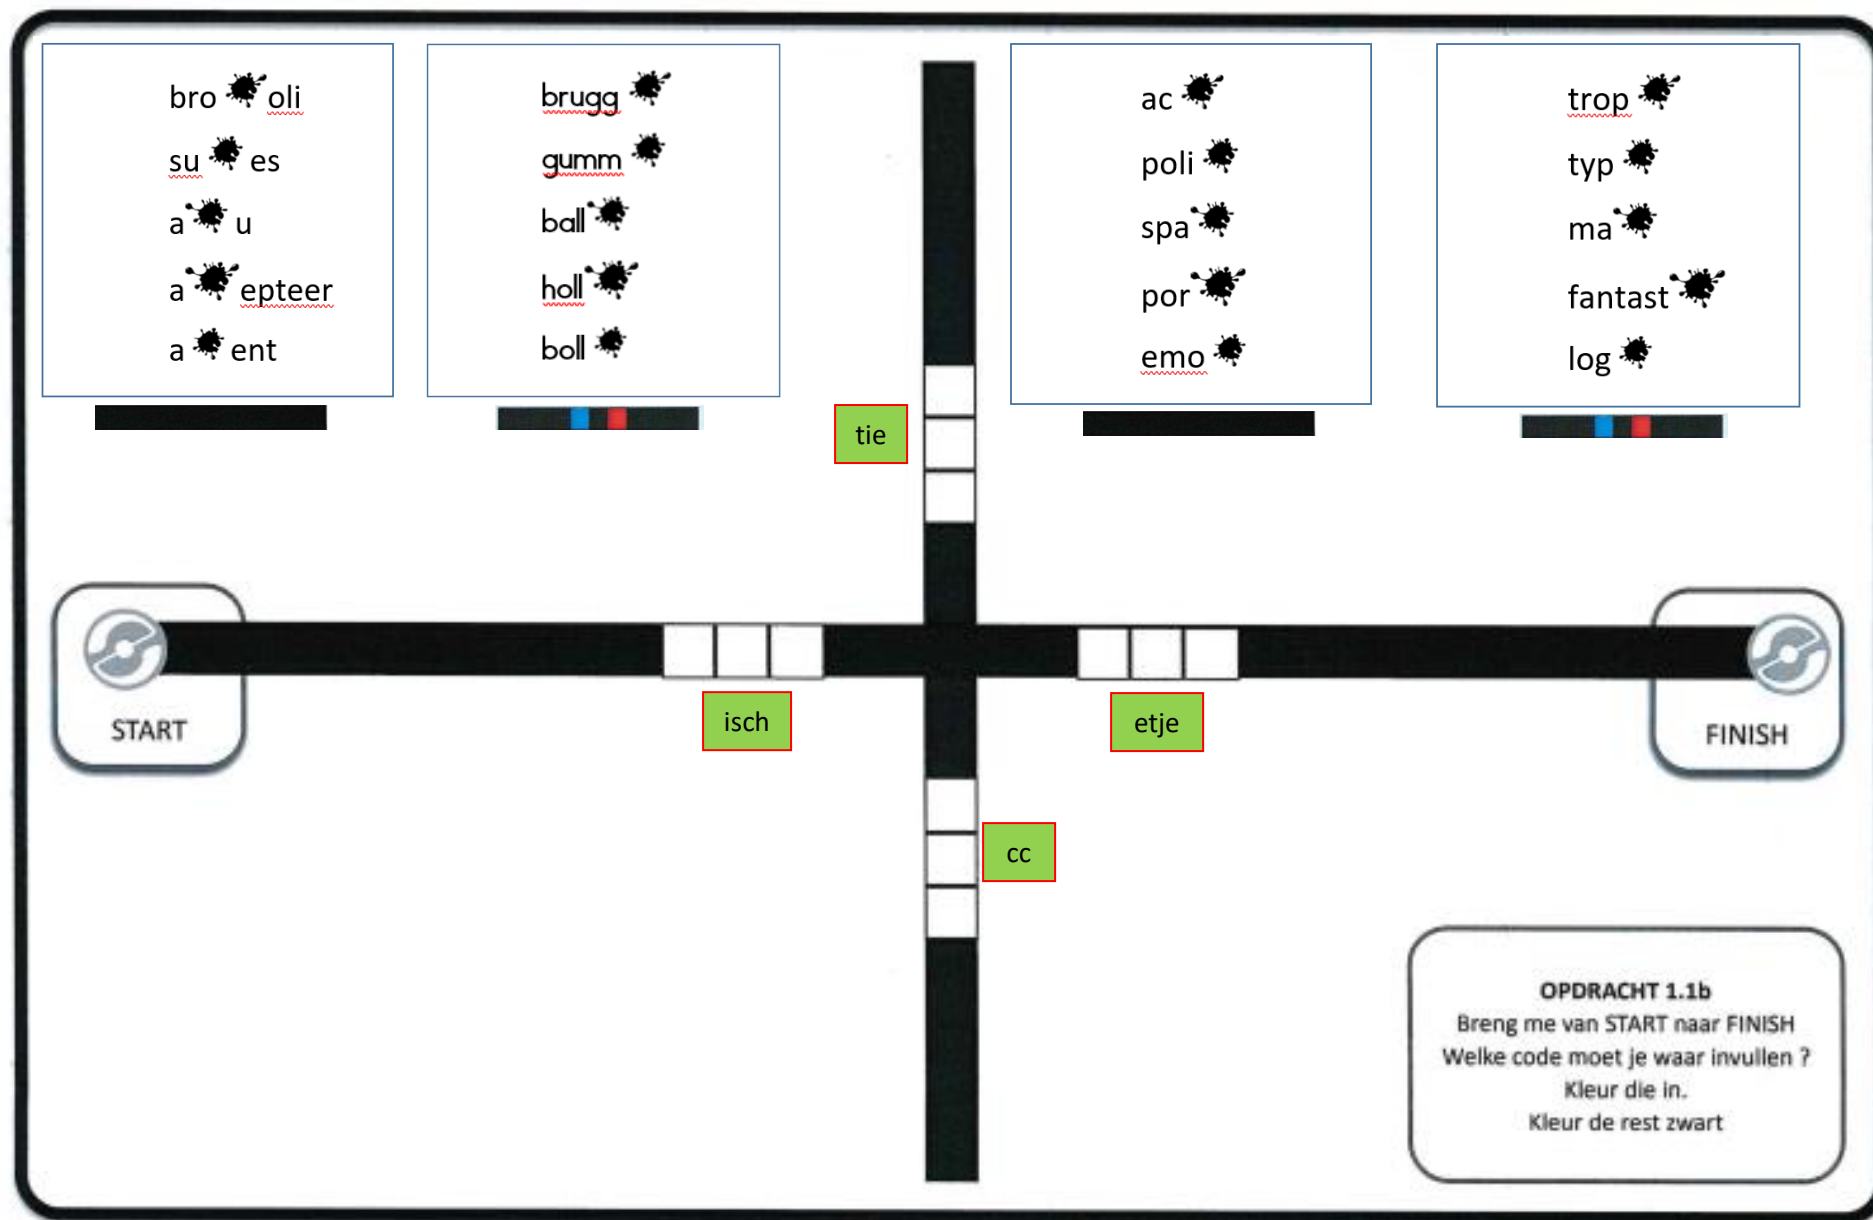 bro oli
su es
a u
a epteer
a ent
brugg
gumm
ball
holl
boll
ac
poli
spa
por
emo
trop
typ
ma
fantast
log
tie
isch
etje
cc
START
FINISH
OPDRACHT 1.1b
Breng me van START naar FINISH
Welke code moet je waar invullen ?
Kleur die in.
Kleur de rest zwart